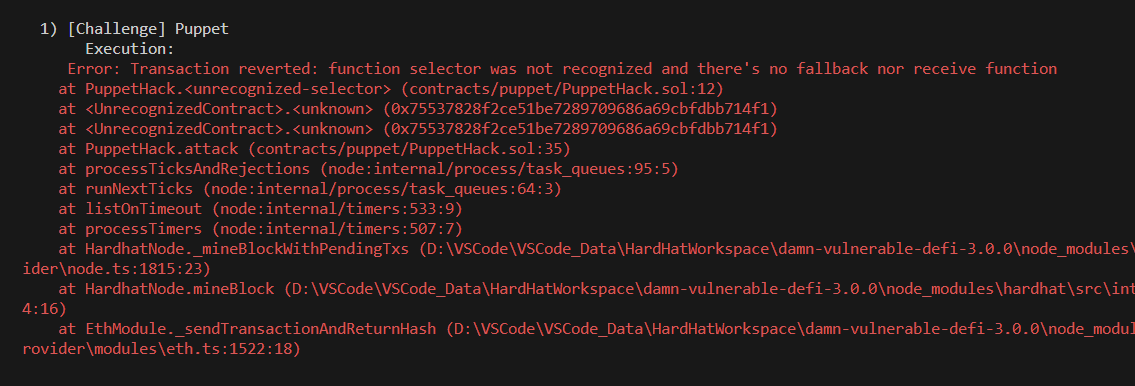 1) [Challenge] Puppet
Execution:
Error: Transaction reverted: function selector was not recognized and there's no fallback nor receive function
at PuppetHack.<unrecognized-selector> (contracts/puppet/PuppetHack.sol:12)
at <UnrecognizedContract>.<unknown> (0x75537828f2ce51be7289709686a69cbfdbb714f1)
at <UnrecognizedContract>.<unknown> (0x75537828f2ce51be7289709686a69cbfdbb714f1)
at PuppetHack.attack (contracts/puppet/PuppetHack.sol:35)
at processTicksAndRejections (node:internal/process/task_queues:95:5)
at runNextTicks (node:internal/process/task_queues:64:3)
at listOnTimeout (node:internal/timers:533:9)
at processTimers (node:internal/timers:507:7)
at HardhatNode._mineBlockWithPendingTxs (D:\VSCode\VSCode_Data\HardHatWorkspace\damn-vulnerable-defi-3.0.0\node_modules\
ider\node.ts:1815:23)
at HardhatNode.mineBlock (D:\VSCode\VSCode_Data\HardHatWorkspace\damn-vulnerable-defi-3.0.0\node_modules\hardhat\src\int
4:16)
at EthModule._sendTransactionAndReturnHash (D:\VSCode\VSCode_Data\HardHatWorkspace\damn-vulnerable-defi-3.0.0\node_modul
rovider\modules\eth.ts:1522:18)